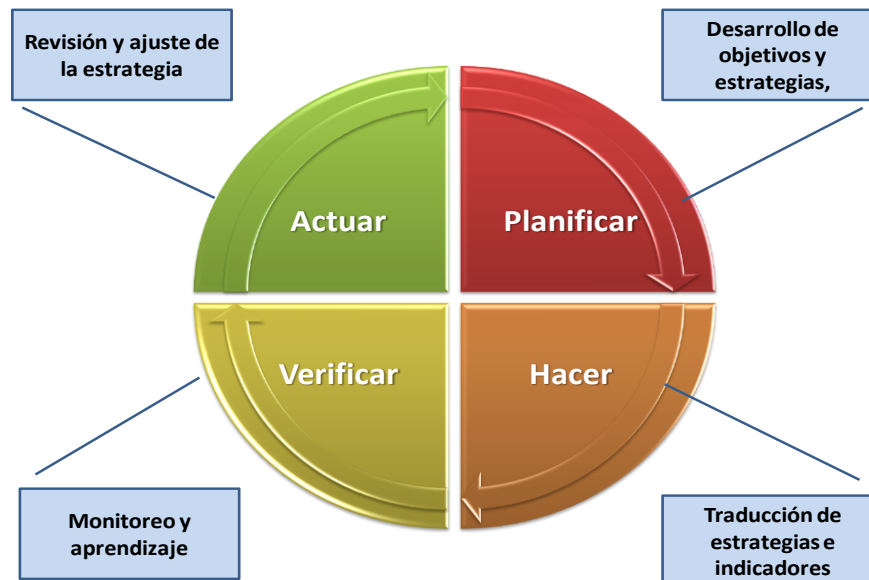 Revisión y ajuste de
la estrategia
Desarrollo de
objetivos y
estrategias,
Actuar
Planificar
Verificar
Hacer
Monitoreo y
aprendizaje
Traducción de
estrategias e
indicadores